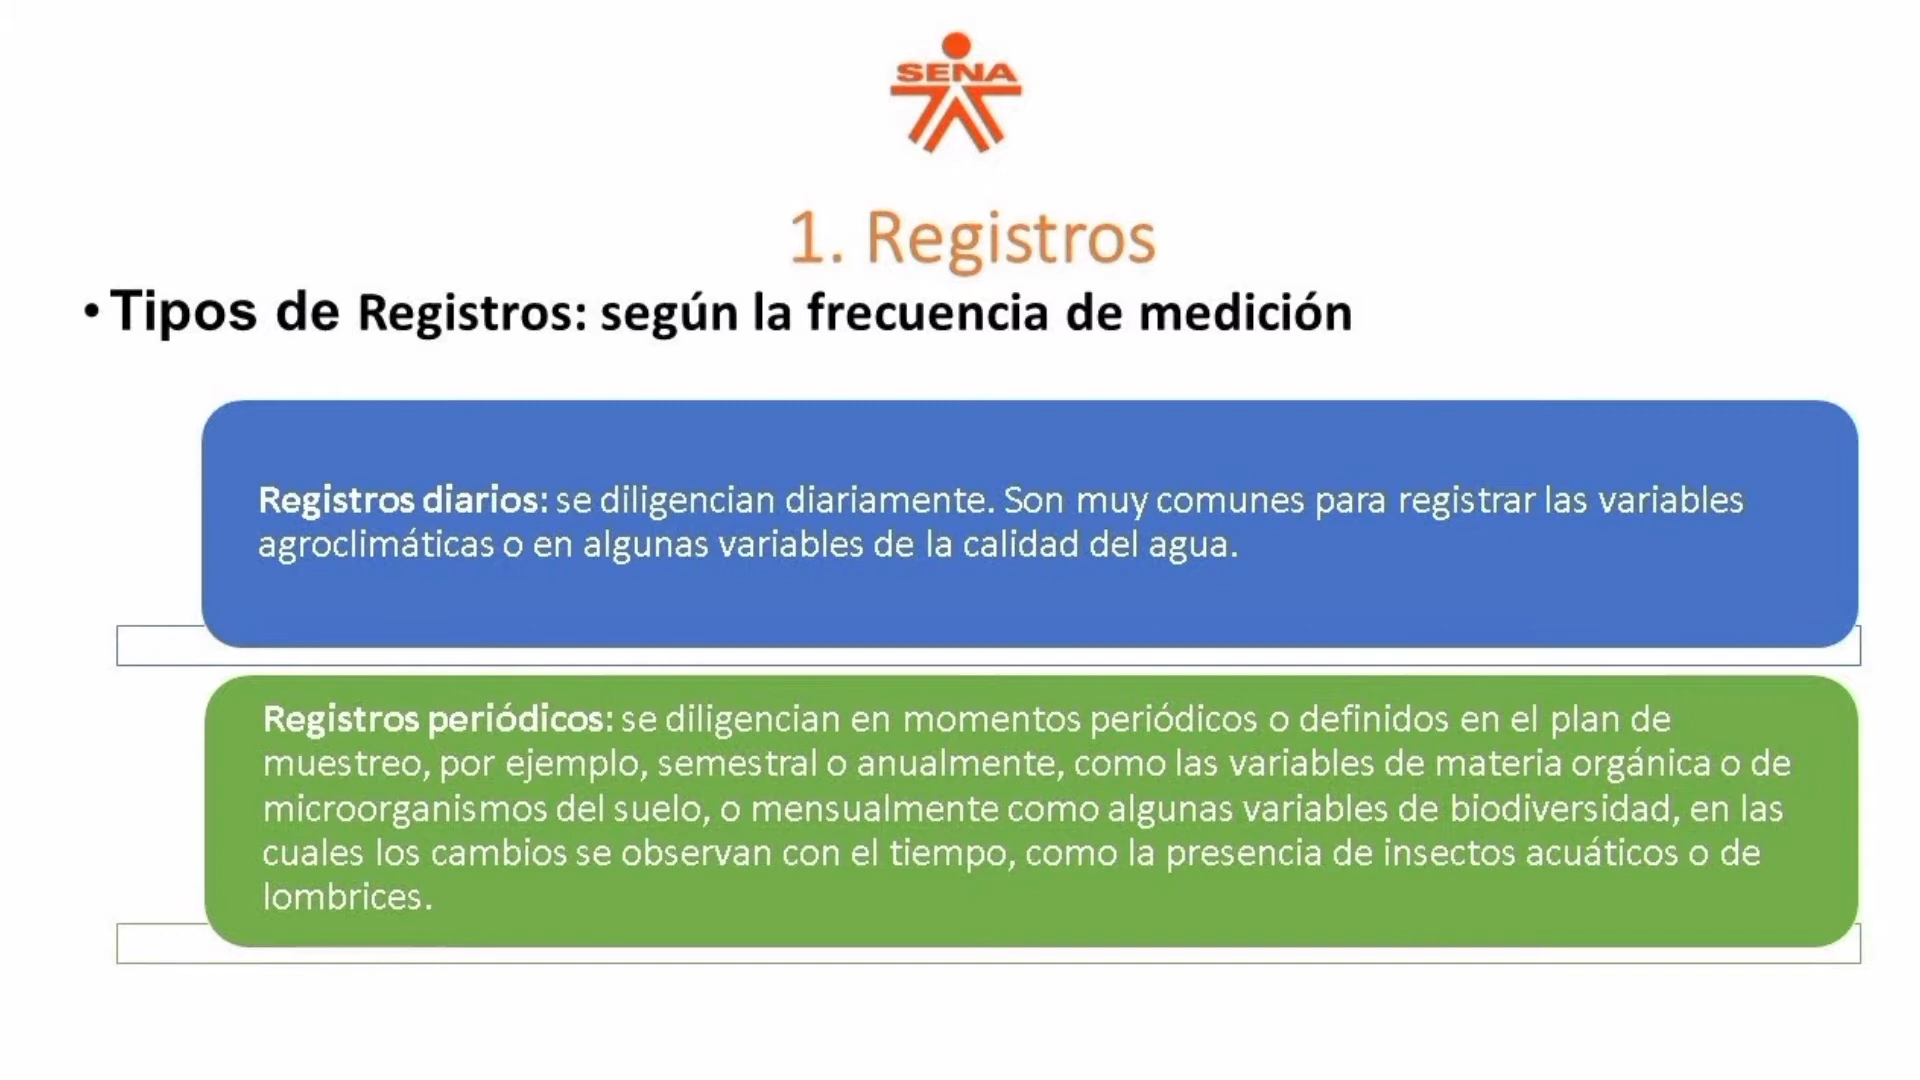 SENA
1. Registros
• Tipos de Registros: según la frecuencia de medición
Registros diarios: se diligencian diariamente. Son muy comunes para registrar las variables
agroclimáticas o en algunas variables de la calidad del agua.
Registros periódicos: se diligencian en momentos periódicos o definidos en el plan de
muestreo, por ejemplo, semestral o anualmente, como las variables de materia orgánica o de
microorganismos del suelo, o mensualmente como algunas variables de biodiversidad, en las
cuales los cambios se observan con el tiempo, como la presencia de insectos acuáticos o de
lombrices.